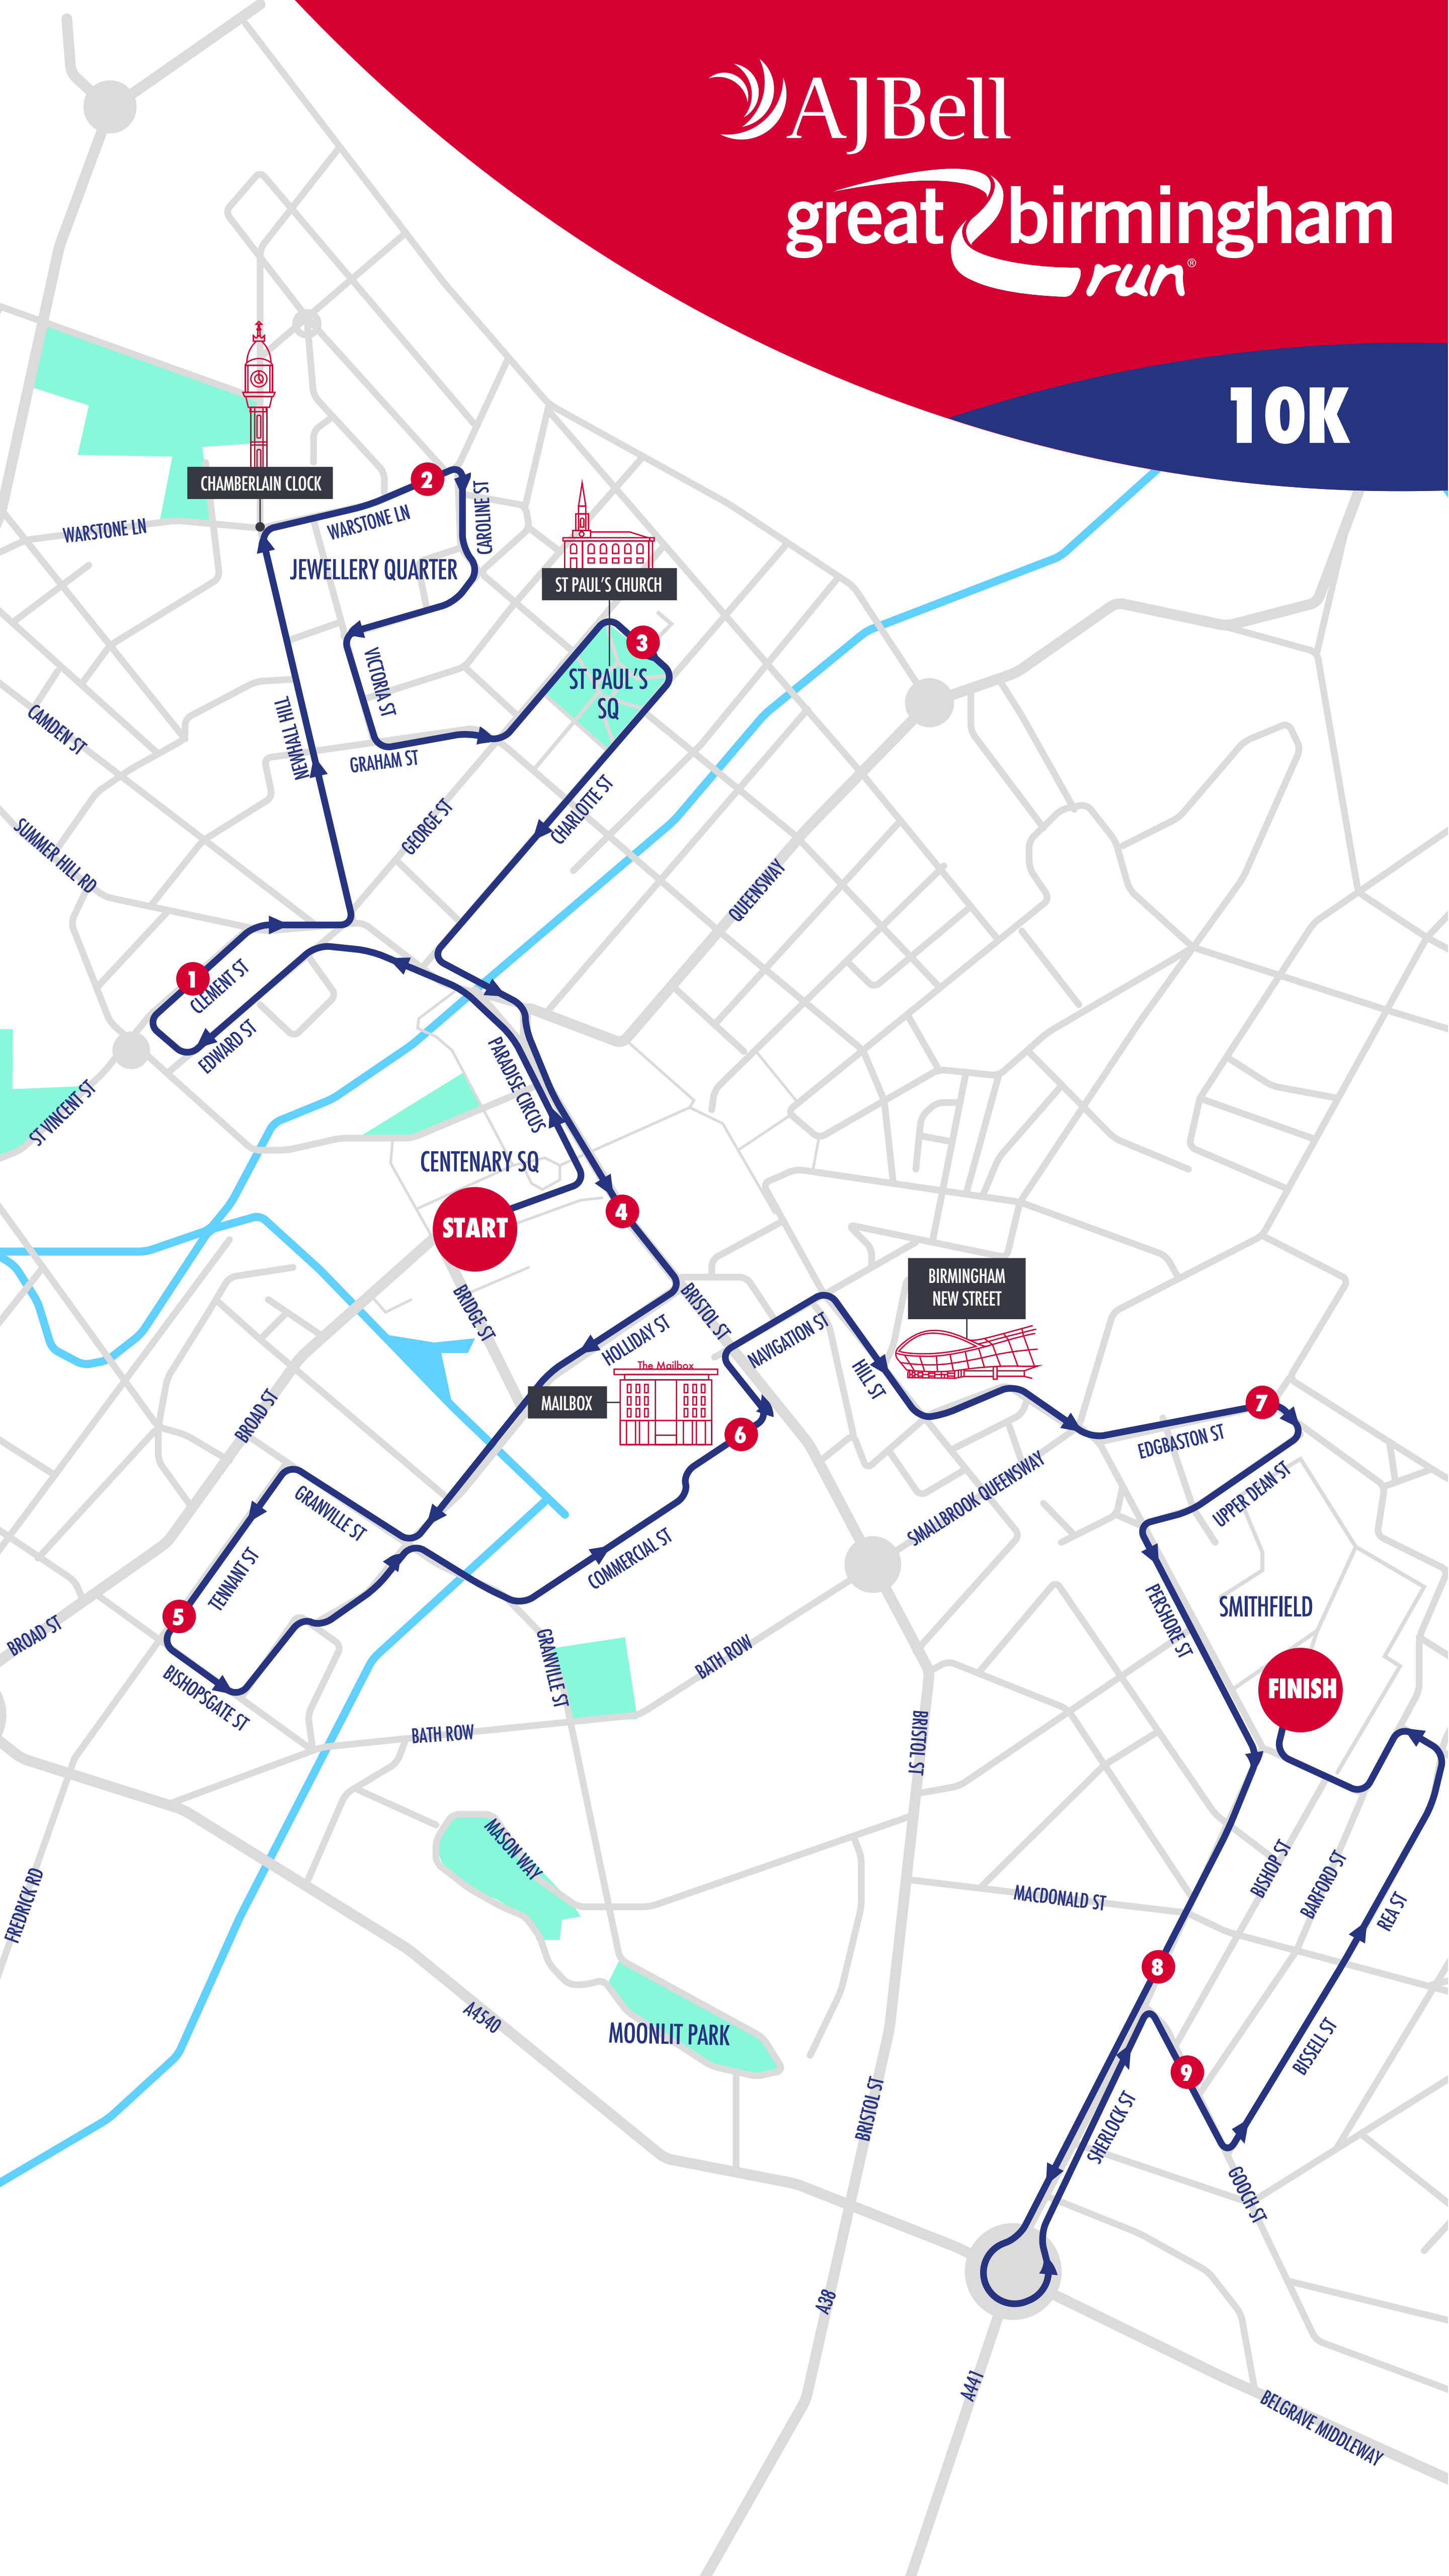 AJBell
great birmingham
run®
10K
CHAMBERLAIN CLOCK
2
WARSTONE LN
WARSTONE LN
CAROLINE ST
JEWELLERY QUARTER
ST PAUL'S CHURCH
3
VICTORIA ST
ST PAUL'S
SQ
CAMDEN ST
NEWHALL HILL
GRAHAM ST
GEORGE ST
CHARLOTTE ST
SUMMER HILL RD
QUEENSWAY
1
CLEMENT ST
EDWARD ST
ST VINCENT ST
PARADISE CIRCUS
CENTENARY SQ
START
4
BRIDGE ST
BRISTOL ST
HOLLIDAY ST
NAVIGATION ST
BIRMINGHAM
NEW STREET
The Mailbox
MAILBOX
HILL ST
BROAD ST
6
7
EDGBASTON ST
SMALLBROOK QUEENSWAY
UPPER DEAN ST
GRANVILLE ST
TENNANT ST
COMMERCIAL ST
5
BROAD ST
BISHOPSGATE ST
GRANVILLE ST
BATH ROW
BATH ROW
PERSHORE ST
SMITHFIELD
FINISH
BRISTOL ST
MASON WAY
FREDRICK RD
MACDONALD ST
BISHOP ST
BARFORD ST
REA ST
8
A4540
MOONLIT PARK
BISSELL ST
9
BRISTOL ST
SHERLOCK ST
GOOCH ST
A38
A441
BELGRAVE MIDDLEWAY